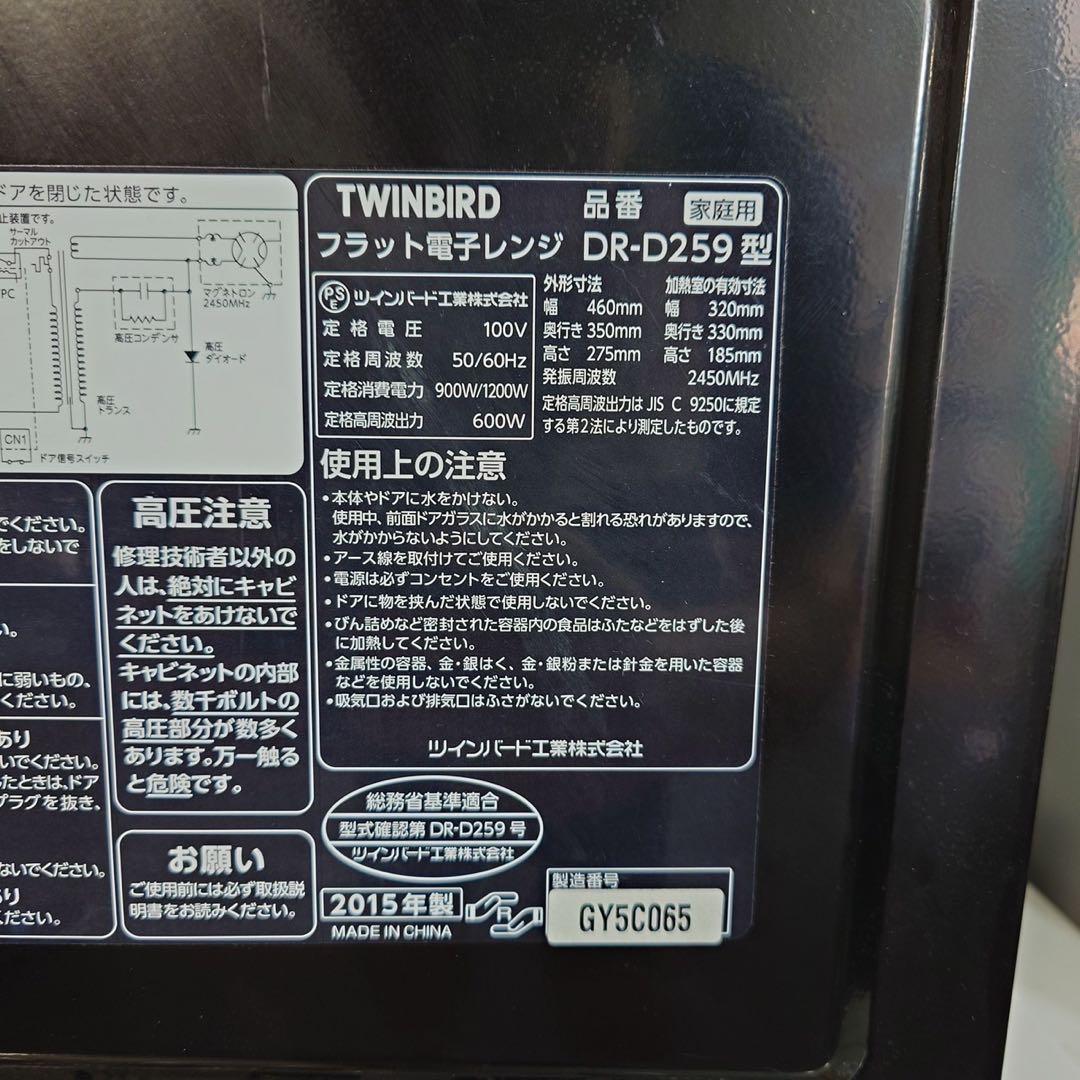 ドアを閉じた状態です。
止装置です。
サーマル
カットアウト
マグネトロン
2450MHz
高圧コンデンサ
高圧
ダイオード
高圧
トランス
CN1
ドア信号スイッチ
TWINBIRD 品番 家庭用
フラット電子レンジ DR-D259 型
PSE ツインバード工業株式会社
定格電圧 100V
定格周波数 50/60Hz
定格消費電力 900W/1200W
定格高周波出力 600W
外形寸法 加熱室の有効寸法
幅 460mm 幅 320mm
奥行き 350mm 奥行き 330mm
高さ 275mm 高さ 185mm
発振周波数 2450MHz
定格高周波出力は JIS C 9250に規定
する第2法により測定したものです。
使用上の注意
・本体やドアに水をかけない。
使用中、前面ドアガラスに水がかかると割れる恐れがありますので、
水がかからないようにしてください。
・アース線を取付けてご使用ください。
・電源は必ずコンセントをご使用ください。
・ドアに物を挟んだ状態で使用しないでください。
・びん詰めなど密封された容器内の食品はふたなどをはずした後
に加熱してください。
・金属性の容器、金・銀はく、金・銀粉または針金を用いた容器
などを使用しないでください。
・吸気口および排気口はふさがないでください。
ツインバード工業株式会社
でください。
をしないで
い。
に弱いもの、
ください。
あり
いでください。
たときは、ドア
プラグを抜き、
ないでください。
り
ださい。
高圧注意
修理技術者以外の
人は、絶対にキャビ
ネットをあけないで
ください。
キャビネットの内部
には、数千ボルトの
高圧部分が数多く
あります。万一触る
と危険です。
お願い
ご使用前には必ず取扱説
明書をお読みください。
総務省基準適合
型式確認第 DR-D259 号
ツインバード工業株式会社
2015年製
MADE IN CHINA
R
製造番号
GY5C065